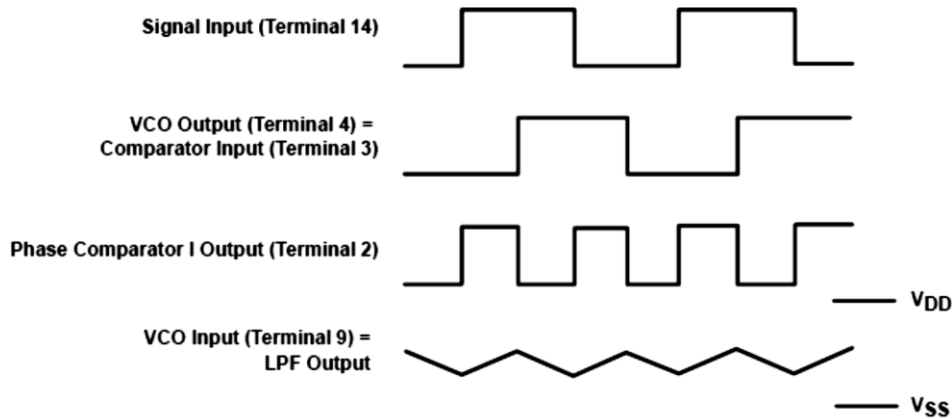 Signal Input (Terminal 14)
VCO Output (Terminal 4) =
Comparator Input (Terminal 3)
Phase Comparator I Output (Terminal 2)
VDD
VCO Input (Terminal 9) =
LPF Output
VSS